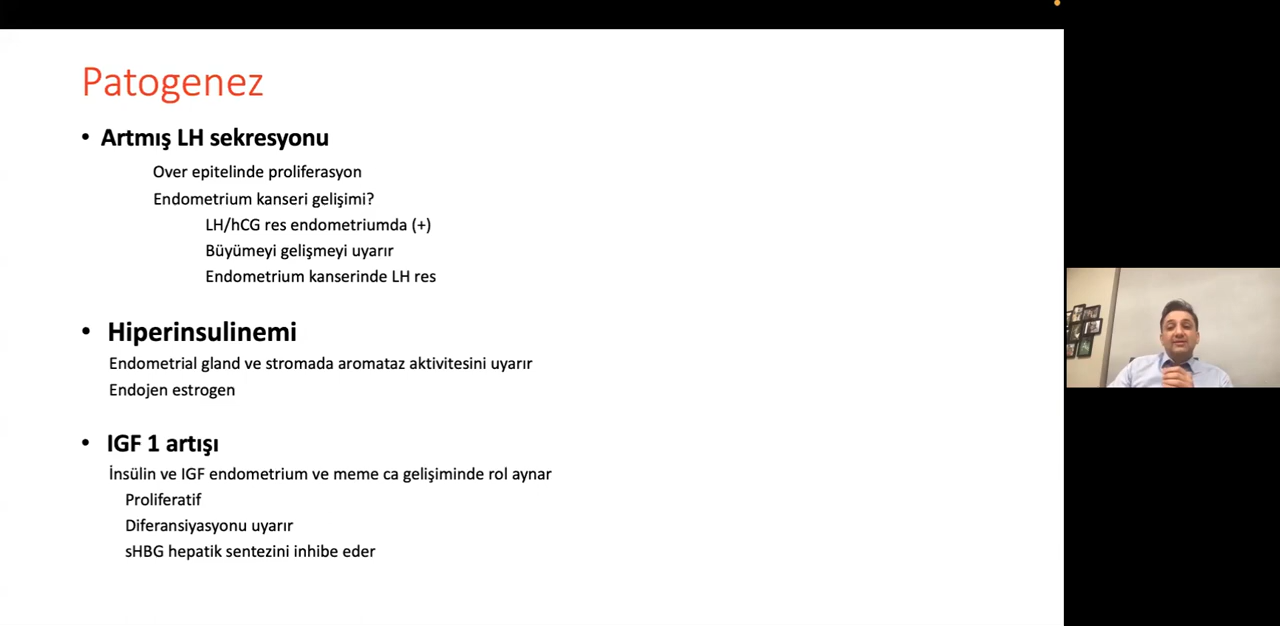 Patogenez
• Artmış LH sekresyonu
Over epitelinde proliferasyon
Endometrium kanseri gelişimi?
LH/hCG res endometriumda (+)
Büyümeyi gelişmeyi uyarır
Endometrium kanserinde LH res
• Hiperinsulinemi
Endometrial gland ve stromada aromataz aktivitesini uyarır
Endojen estrogen
• IGF 1 artışı
İnsülin ve IGF endometrium ve meme ca gelişiminde rol aynar
Proliferatif
Diferansiyasyonu uyarır
sHBG hepatik sentezini inhibe eder